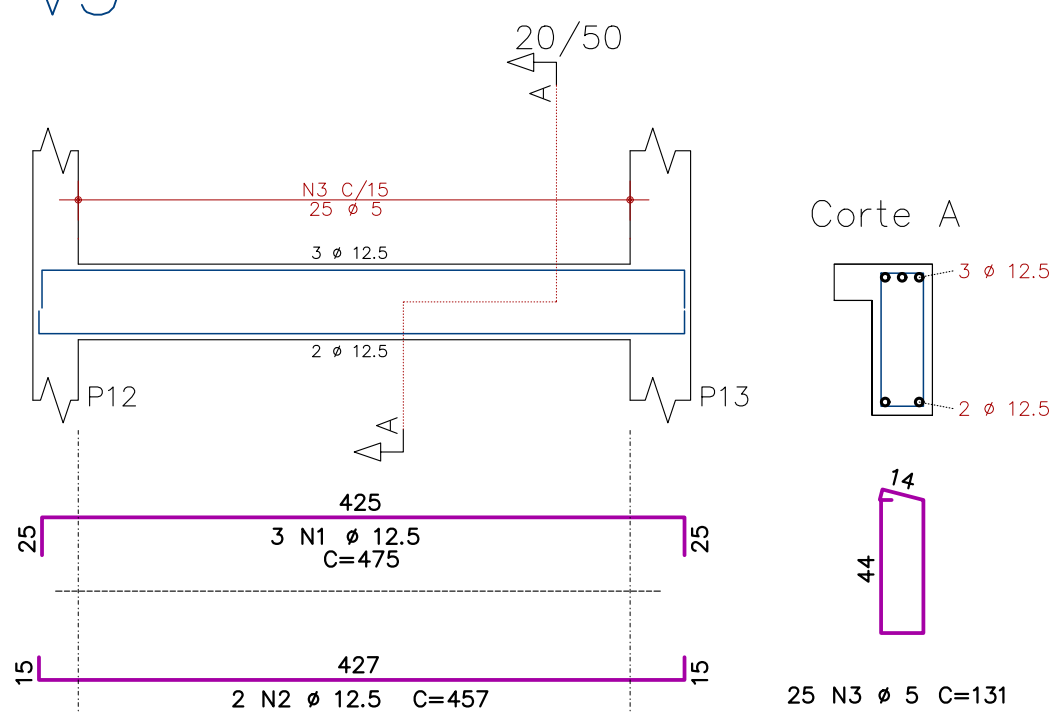 20/50
A
N3 C/15
25 ø 5
3 ø 12.5
2 ø 12.5
P12
P13
A
Corte A
3 ø 12.5
2 ø 12.5
425
25
25
3 N1 ø 12.5
C=475
14
44
15
427
15
2 N2 ø 12.5 C=457
25 N3 ø 5 C=131